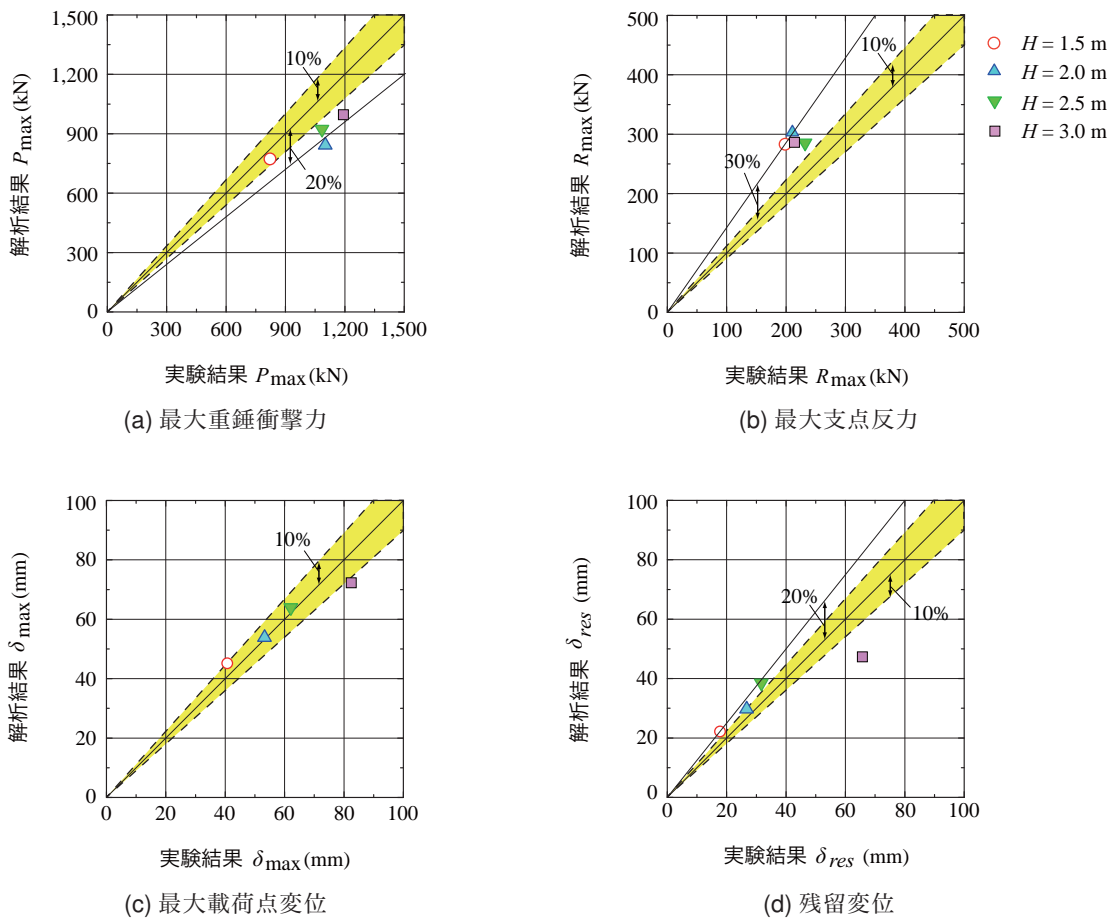 1,500
1,200
900
600
300
0
解析結果 Pmax(kN)
10%
20%
0 300 600 900 1,200 1,500
実験結果 Pmax(kN)
(a) 最大重錘衝撃力
500
400
300
200
100
0
解析結果 Rmax(kN)
10%
30%
0 100 200 300 400 500
実験結果 Rmax(kN)
(b) 最大支点反力
H = 1.5 m
H = 2.0 m
H = 2.5 m
H = 3.0 m
100
80
60
40
20
0
解析結果 δmax(mm)
10%
0 20 40 60 80 100
実験結果 δmax(mm)
(c) 最大載荷点変位
100
80
60
40
20
0
解析結果 δres (mm)
20%
10%
0 20 40 60 80 100
実験結果 δres (mm)
(d) 残留変位